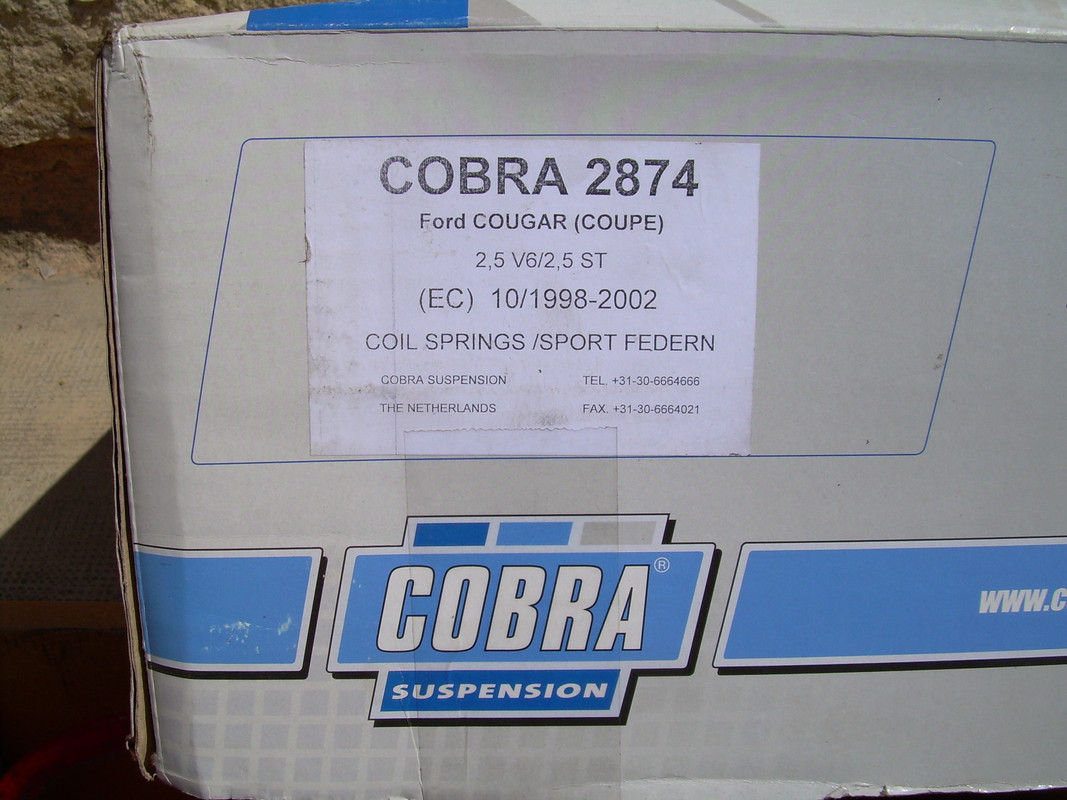 COBRA 2874
Ford COUGAR (COUPE)
2,5 V6/2,5 ST
(EC) 10/1998-2002
COIL SPRINGS /SPORT FEDERN
COBRA SUSPENSION TEL. +31-30-6664666
THE NETHERLANDS FAX. +31-30-6664021
COBRA®
SUSPENSION
www.c